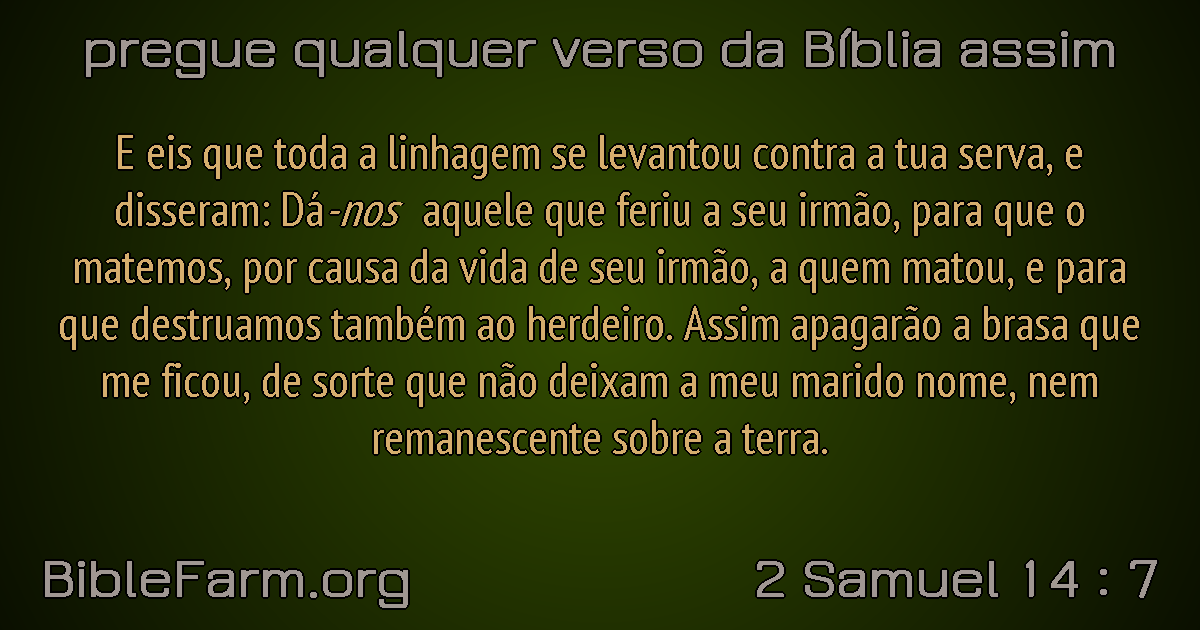 pregue qualquer verso da Bíblia assim
E eis que toda a linhagem se levantou contra a tua serva, e
disseram: Dá-nos aquele que feriu a seu irmão, para que o
matemos, por causa da vida de seu irmão, a quem matou, e para
que destruamos também ao herdeiro. Assim apagarão a brasa que
me ficou, de sorte que não deixam a meu marido nome, nem
remanescente sobre a terra.
BibleFarm.org
2 Samuel 14 : 7